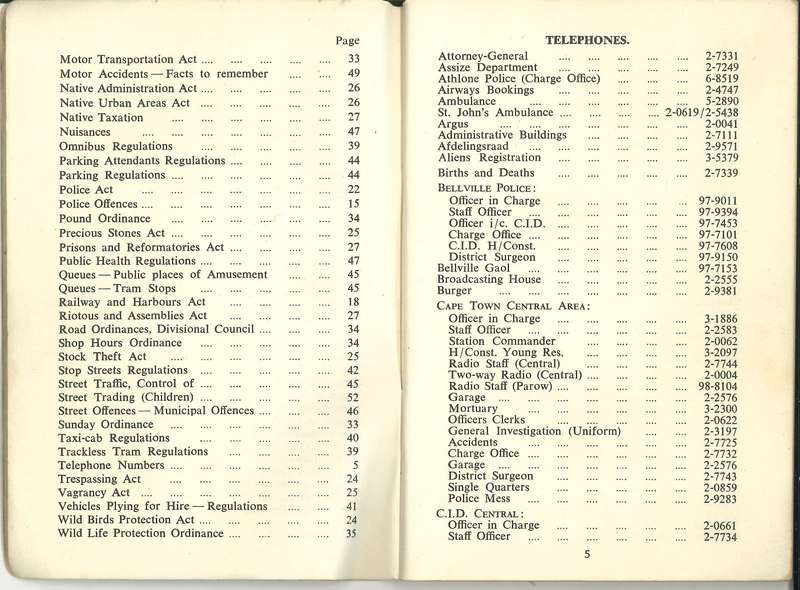 Page
Motor Transportation Act .... .... .... .... .... 33
Motor Accidents — Facts to remember .... .... 49
Native Administration Act .... .... .... .... .... 26
Native Urban Areas Act .... .... .... .... .... 26
Native Taxation .... .... .... .... .... 27
Nuisances .... .... .... .... .... .... 47
Omnibus Regulations .... .... .... .... .... 39
Parking Attendants Regulations .... .... .... .... 44
Parking Regulations .... .... .... .... .... 44
Police Act .... .... .... .... .... .... 22
Police Offences .... .... .... .... .... .... 15
Pound Ordinance .... .... .... .... .... 34
Precious Stones Act .... .... .... .... .... 25
Prisons and Reformatories Act .... .... .... .... 27
Public Health Regulations .... .... .... .... .... 47
Queues — Public places of Amusement .... .... 45
Queues — Tram Stops .... .... .... .... 45
Railway and Harbours Act .... .... .... .... 18
Riotous and Assemblies Act .... .... .... .... 27
Road Ordinances, Divisional Council .... .... .... 34
Shop Hours Ordinance .... .... .... .... .... 34
Stock Theft Act .... .... .... .... .... 25
Stop Streets Regulations .... .... .... .... 42
Street Traffic, Control of .... .... .... .... .... 45
Street Trading (Children) .... .... .... .... 52
Street Offences — Municipal Offences .... .... .... 46
Sunday Ordinance .... .... .... .... .... 33
Taxi-cab Regulations .... .... .... .... 40
Trackless Tram Regulations .... .... .... .... 39
Telephone Numbers .... .... .... .... .... 5
Trespassing Act .... .... .... .... .... 24
Vagrancy Act .... .... .... .... .... .... 25
Vehicles Plying for Hire — Regulations .... .... 41
Wild Birds Protection Act .... .... .... .... .... 24
Wild Life Protection Ordinance .... .... .... .... 35
TELEPHONES.
Attorney-General .... .... .... .... .... 2-7331
Assize Department .... .... .... .... .... 2-7249
Athlone Police (Charge Office) .... .... .... 6-8519
Airways Bookings .... .... .... .... .... 2-4747
Ambulance .... .... .... .... .... .... 5-2890
St. John's Ambulance .... .... .... .... 2-0619/2-5438
Argus .... .... .... .... .... .... 2-0041
Administrative Buildings .... .... .... .... .... 2-7111
Afdelingsraad .... .... .... .... .... .... 2-9571
Aliens Registration .... .... .... .... .... 3-5379
Births and Deaths .... .... .... .... .... 2-7339
BELLVILLE POLICE:
Officer in Charge .... .... .... .... ... 97-9011
Staff Officer .... .... .... .... .... .... 97-9394
Officer i/c. C.I.D. .... .... .... .... .... 97-7453
Charge Office .... .... .... .... .... .... 97-7101
C.I.D. H/Const. .... .... .... .... .... 97-7608
District Surgeon .... .... .... .... .... 97-9150
Bellville Gaol .... .... .... .... .... .... 97-7153
Broadcasting House .... .... .... .... .... 2-2555
Burger .... .... .... .... .... .... 2-9381
CAPE TOWN CENTRAL AREA:
Officer in Charge .... .... .... .... .... 3-1886
Staff Officer .... .... .... .... .... .... 2-2583
Station Commander .... .... .... .... 2-0062
H/Const. Young Res. .... .... .... .... 3-2097
Radio Staff (Central) .... .... .... .... 2-7744
Two-way Radio (Central) .... .... .... .... 2-0004
Radio Staff (Parow) .... .... .... .... .... 98-8104
Garage .... .... .... .... .... .... .... 2-2576
Mortuary .... .... .... .... .... .... 3-2300
Officers Clerks .... .... .... .... .... 2-0622
General Investigation (Uniform) .... .... 2-3197
Accidents .... .... .... .... .... .... 2-7725
Charge Office .... .... .... .... .... .... 2-7732
Garage .... .... .... .... .... .... .... 2-2576
District Surgeon .... .... .... .... .... 2-7743
Single Quarters .... .... .... .... .... 2-0859
Police Mess .... .... .... .... .... .... 2-9283
C.I.D. CENTRAL:
Officer in Charge .... .... .... .... .... 2-0661
Staff Officer .... .... .... .... .... .... 2-7734
5